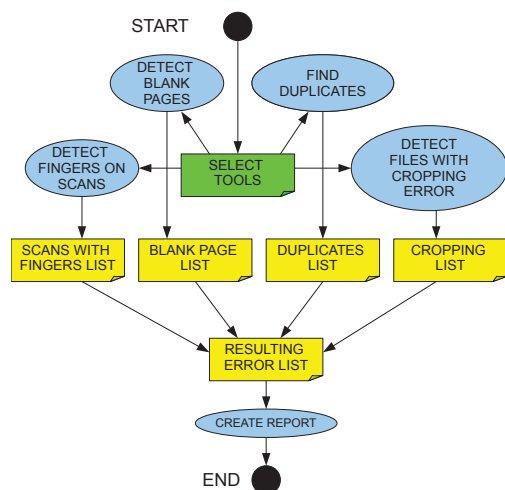 START
DETECT
BLANK
PAGES
FIND
DUPLICATES
DETECT
FINGERS ON
SCANS
SELECT
TOOLS
DETECT
FILES WITH
CROPPING
ERROR
SCANS WITH
FINGERS LIST
BLANK PAGE
LIST
DUPLICATES
LIST
CROPPING
LIST
RESULTING
ERROR LIST
CREATE REPORT
END